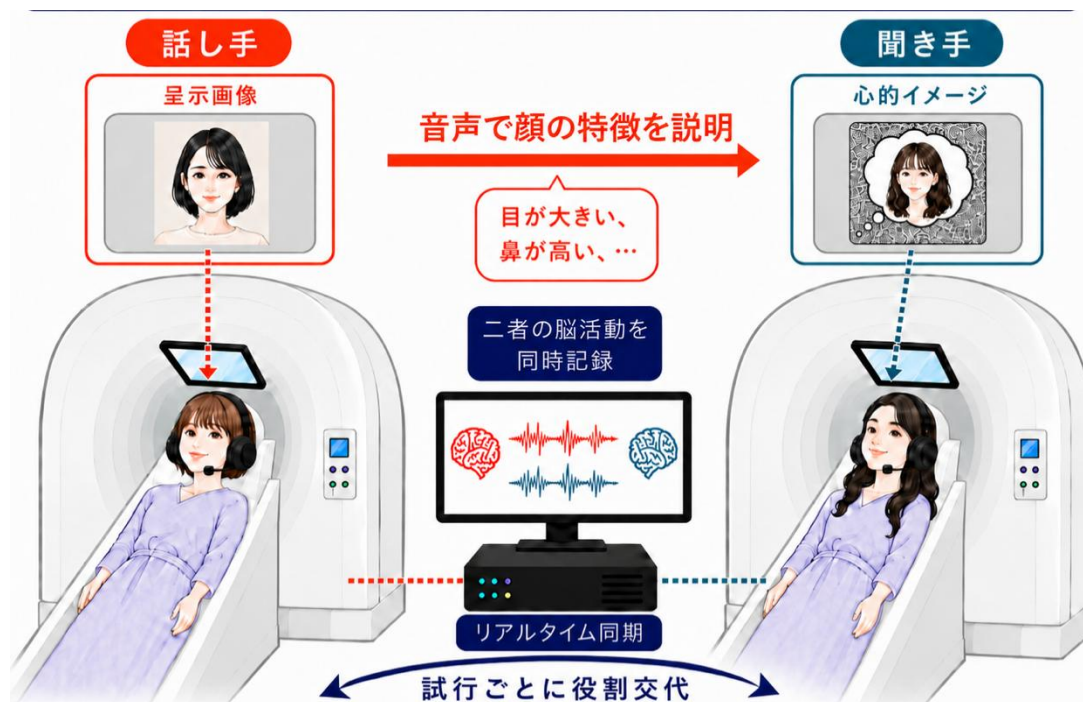 話し手
呈示画像
聞き手
心的イメージ
音声で顔の特徴を説明
目が大きい、
鼻が高い、…
二者の脳活動を
同時記録
リアルタイム同期
試行ごとに役割交代